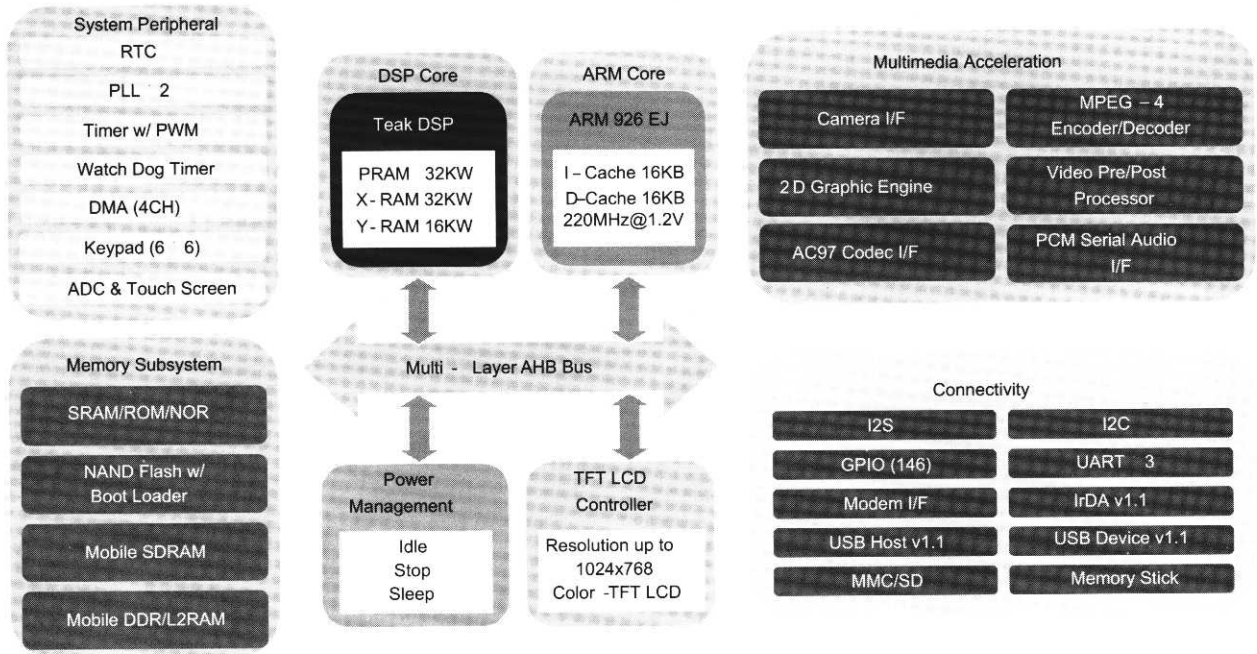 System Peripheral
RTC
PLL 2
Timer w/ PWM
Watch Dog Timer
DMA (4CH)
Keypad (6 6)
ADC & Touch Screen
Memory Subsystem
SRAM/ROM/NOR
NAND Flash w/
Boot Loader
Mobile SDRAM
Mobile DDR/L2RAM
DSP Core
Teak DSP
PRAM 32KW
X - RAM 32KW
Y - RAM 16KW
ARM Core
ARM 926 EJ
I – Cache 16KB
D–Cache 16KB
220MHz@1.2V
Multi - Layer AHB Bus
Power
Management
Idle
Stop
Sleep
TFT LCD
Controller
Resolution up to
1024x768
Color -TFT LCD
Multimedia Acceleration
Camera I/F
MPEG – 4
Encoder/Decoder
2 D Graphic Engine
Video Pre/Post
Processor
AC97 Codec I/F
PCM Serial Audio
I/F
Connectivity
I2S
I2C
GPIO (146)
UART 3
Modem I/F
IrDA v1.1
USB Host v1.1
USB Device v1.1
MMC/SD
Memory Stick